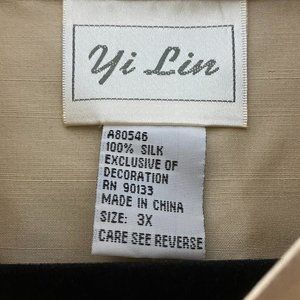 Yi Lin
A80546
100% SILK
EXCLUSIVE OF
DECORATION
RN 90133
MADE IN CHINA
SIZE: 3X
CARE SEE REVERSE